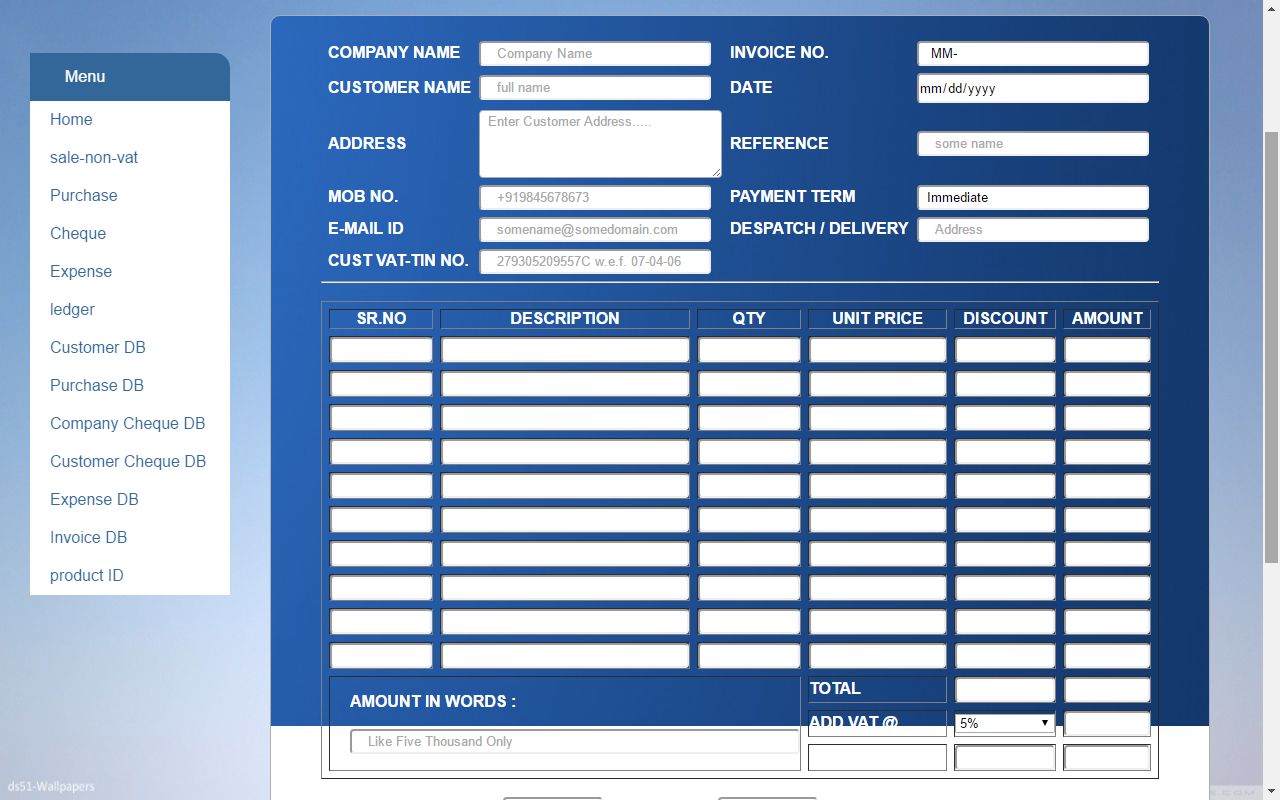 Menu
Home
sale-non-vat
Purchase
Cheque
Expense
ledger
Customer DB
Purchase DB
Company Cheque DB
Customer Cheque DB
Expense DB
Invoice DB
product ID
COMPANY NAME Company Name INVOICE NO. MM-
CUSTOMER NAME full name DATE mm/dd/yyyy
ADDRESS Enter Customer Address..... REFERENCE some name
MOB NO. +919845678673 PAYMENT TERM Immediate
E-MAIL ID somename@somedomain.com DESPATCH / DELIVERY Address
CUST VAT-TIN NO. 279305209557C w.e.f. 07-04-06
SR.NO DESCRIPTION QTY UNIT PRICE DISCOUNT AMOUNT
TOTAL
AMOUNT IN WORDS :
ADD VAT @ 5%
Like Five Thousand Only
ds51-Wallpapers